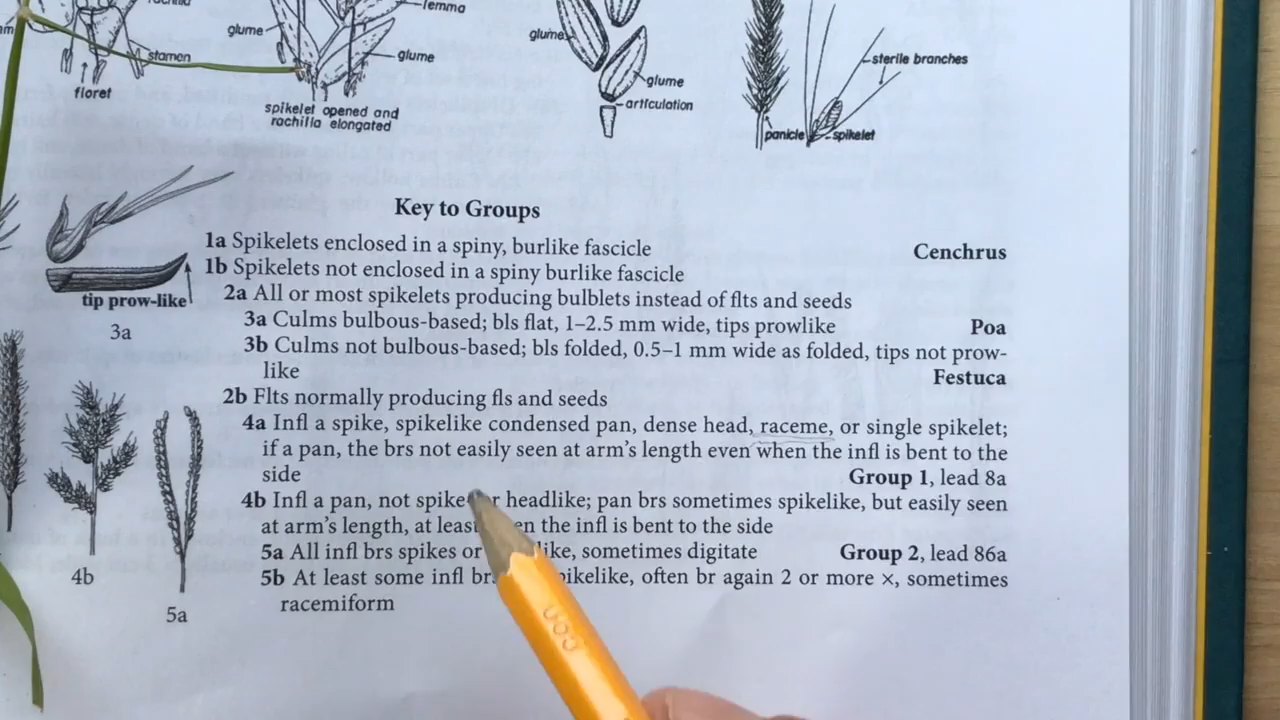 lemma
glume
glume
stamen
floret
glume
spikelet opened and
rachilla elongated
glume
glume
articulation
sterile branches
panicle
spikelet
Key to Groups
1a Spikelets enclosed in a spiny, burlike fascicle Cenchrus
1b Spikelets not enclosed in a spiny burlike fascicle
2a All or most spikelets producing bulblets instead of flts and seeds
3a Culms bulbous-based; bls flat, 1–2.5 mm wide, tips prowlike Poa
3b Culms not bulbous-based; bls folded, 0.5–1 mm wide as folded, tips not prow-
like Festuca
2b Flts normally producing fls and seeds
4a Infl a spike, spikelike condensed pan, dense head, raceme, or single spikelet;
if a pan, the brs not easily seen at arm's length even when the infl is bent to the
side Group 1, lead 8a
4b Infl a pan, not headlike; pan brs sometimes spikelike, but easily seen
at arm's length, at least the infl is bent to the side
5a All infl brs spikes or sometimes digitate Group 2, lead 86a
5b At least some infl often br again 2 or more ×, sometimes
racemiform
tip prow-like
3a
4b
5a